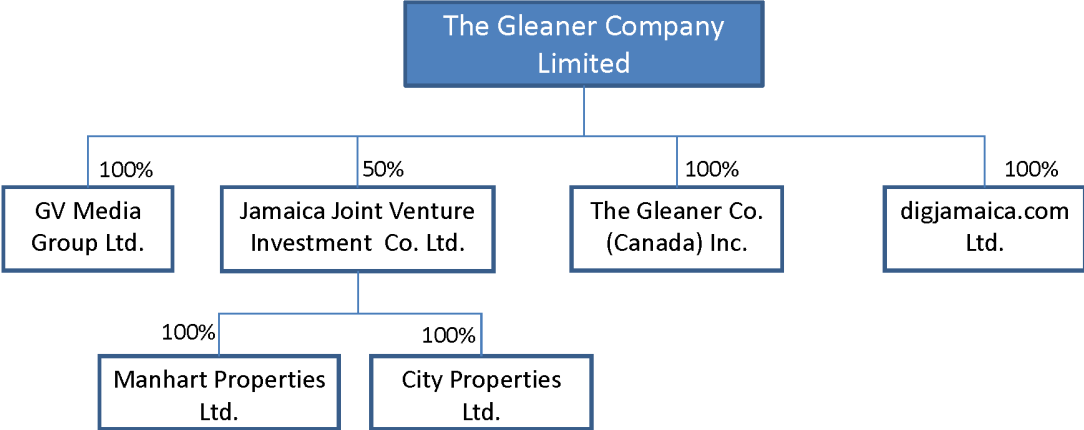 The Gleaner Company
Limited
100%
50%
100%
100%
GV Media
Group Ltd.
Jamaica Joint Venture
Investment Co. Ltd.
The Gleaner Co.
(Canada) Inc.
digjamaica.com
Ltd.
100%
100%
Manhart Properties
Ltd.
City Properties
Ltd.